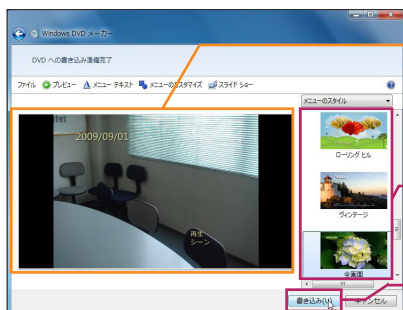 Windows DVD メーカー
DVD への書き込み準備完了
ファイル プレビュー メニュー テキスト メニューのカスタマイズ スライド ショー
メニューのスタイル
2009/09/01
再生
シーン
ローリング ヒル
ヴィンテージ
全画面
書き込み(U) キャンセル